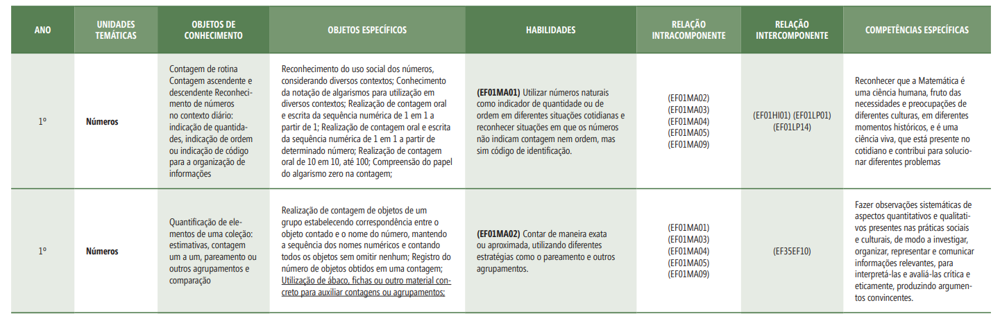 ANO
UNIDADES
TEMÁTICAS
OBJETOS DE
CONHECIMENTO
OBJETOS ESPECÍFICOS
HABILIDADES
RELAÇÃO
INTRACOMPONENTE
RELAÇÃO
INTERCOMPONENTE
COMPETÊNCIAS ESPECÍFICAS
1º
Números
Contagem de rotina
Contagem ascendente e
descendente Reconheci-
mento de números
no contexto diário:
indicação de quantida-
des, indicação de ordem
ou indicação de código
para a organização de
informações
Reconhecimento do uso social dos números,
considerando diversos contextos; Conhecimento
da notação de algarismos para utilização em
diversos contextos; Realização de contagem oral
e escrita da sequência numérica de 1 em 1 a
partir de 1; Realização de contagem oral e escrita
da sequência numérica de 1 em 1 a partir de
determinado número; Realização de contagem
oral de 10 em 10, até 100; Compreensão do papel
do algarismo zero na contagem;
(EF01MA01) Utilizar números naturais
como indicador de quantidade ou de
ordem em diferentes situações cotidianas e
reconhecer situações em que os números
não indicam contagem nem ordem, mas
sim código de identificação.
(EF01MA02)
(EF01MA03)
(EF01MA04)
(EF01MA05)
(EF01MA09)
(EF01HI01) (EF01LP01)
(EF01LP14)
Reconhecer que a Matemática é
uma ciência humana, fruto das
necessidades e preocupações de
diferentes culturas, em diferentes
momentos históricos, e é uma
ciência viva, que está presente no
cotidiano e contribui para solucio-
nar diferentes problemas
1º
Números
Quantificação de ele-
mentos de uma coleção:
estimativas, contagem
um a um, pareamento ou
outros agrupamentos e
comparação
Realização de contagem de objetos de um
grupo estabelecendo correspondência entre o
objeto contado e o nome do número, mantendo
a sequência dos nomes numéricos e contando
todos os objetos sem omitir nenhum; Registro do
número de objetos obtidos em uma contagem;
Utilização de ábaco, fichas ou outro material con-
creto para auxiliar contagens ou agrupamentos;
(EF01MA02) Contar de maneira exata
ou aproximada, utilizando diferentes
estratégias como o pareamento e outros
agrupamentos.
(EF01MA01)
(EF01MA03)
(EF01MA04)
(EF01MA05)
(EF01MA09)
(EF35EF10)
Fazer observações sistemáticas de
aspectos quantitativos e qualitati-
vos presentes nas práticas sociais
e culturais, de modo a investigar,
organizar, representar e comunicar
informações relevantes, para
interpretá-las e avaliá-las crítica e
eticamente, produzindo argumen-
tos convincentes.